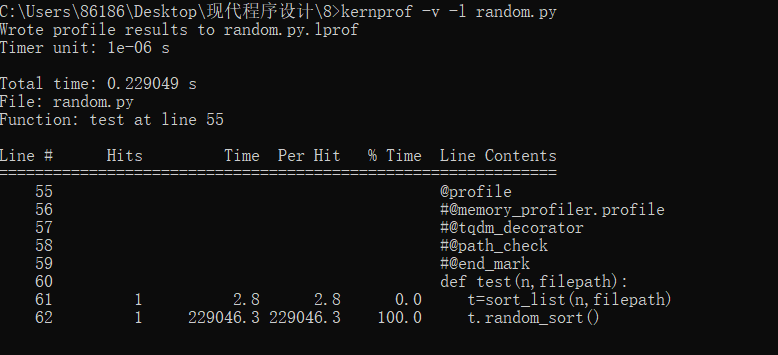 C:\Users\86186\Desktop\现代程序设计\8>kernprof -v -l random.py
Wrote profile results to random.py.lprof
Timer unit: 1e-06 s

Total time: 0.229049 s
File: random.py
Function: test at line 55

Line #      Hits         Time  Per Hit   % Time  Line Contents
==============================================================
    55                                           @profile
    56                                           #@memory_profiler.profile
    57                                           #@tqdm_decorator
    58                                           #@path_check
    59                                           #@end_mark
    60                                           def test(n,filepath):
    61         1          2.8      2.8      0.0     t=sort_list(n,filepath)
    62         1     229046.3 229046.3    100.0     t.random_sort()